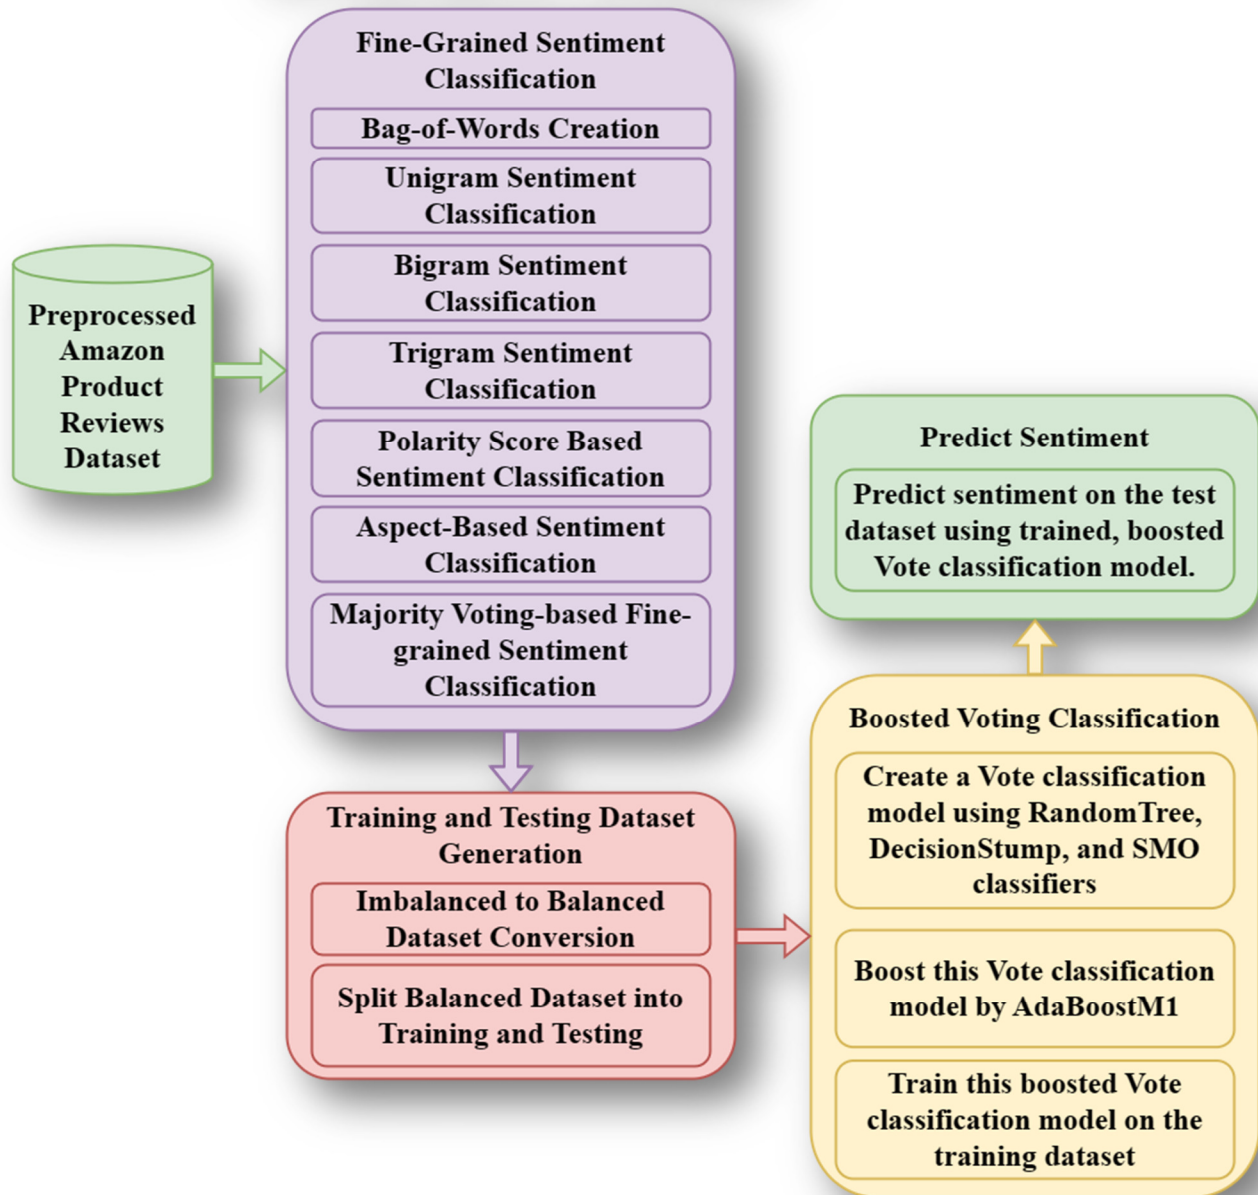 Preprocessed
Amazon
Product
Reviews
Dataset
Fine-Grained Sentiment
Classification
Bag-of-Words Creation
Unigram Sentiment
Classification
Bigram Sentiment
Classification
Trigram Sentiment
Classification
Polarity Score Based
Sentiment Classification
Aspect-Based Sentiment
Classification
Majority Voting-based Fine-
grained Sentiment
Classification
Training and Testing Dataset
Generation
Imbalanced to Balanced
Dataset Conversion
Split Balanced Dataset into
Training and Testing
Boosted Voting Classification
Create a Vote classification
model using RandomTree,
DecisionStump, and SMO
classifiers
Boost this Vote classification
model by AdaBoostM1
Train this boosted Vote
classification model on the
training dataset
Predict Sentiment
Predict sentiment on the test
dataset using trained, boosted
Vote classification model.